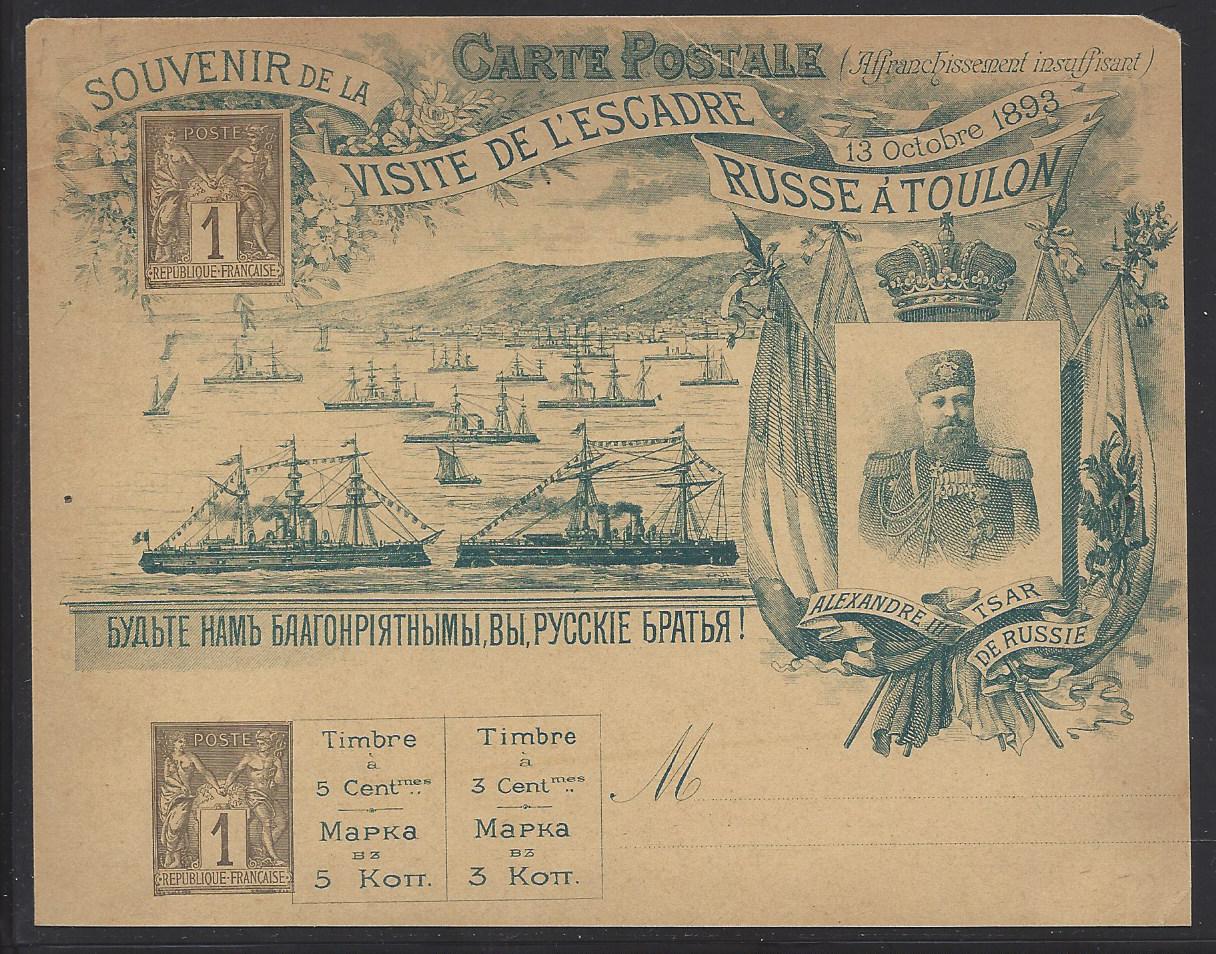 CARTE POSTALE (Affranchissement insuffisant)
SOUVENIR DE LA
VISITE DE L'ESCADRE
13 Octobre 1893
RUSSE À TOULON
POSTE
1
RÉPUBLIQUE·FRANÇAISE
ALEXANDRE III
TSAR
DE RUSSIE
БУДЬТЕ НАМЪ БЛАГОНРІЯТНЫМЫ, ВЫ, РУССКІЕ БРАТЬЯ!
POSTE
1
RÉPUBLIQUE·FRANÇAISE
Timbre
à
5 Centmes
Марка
въ
5 Коп.
Timbre
à
3 Centmes
Марка
въ
3 Коп.
M